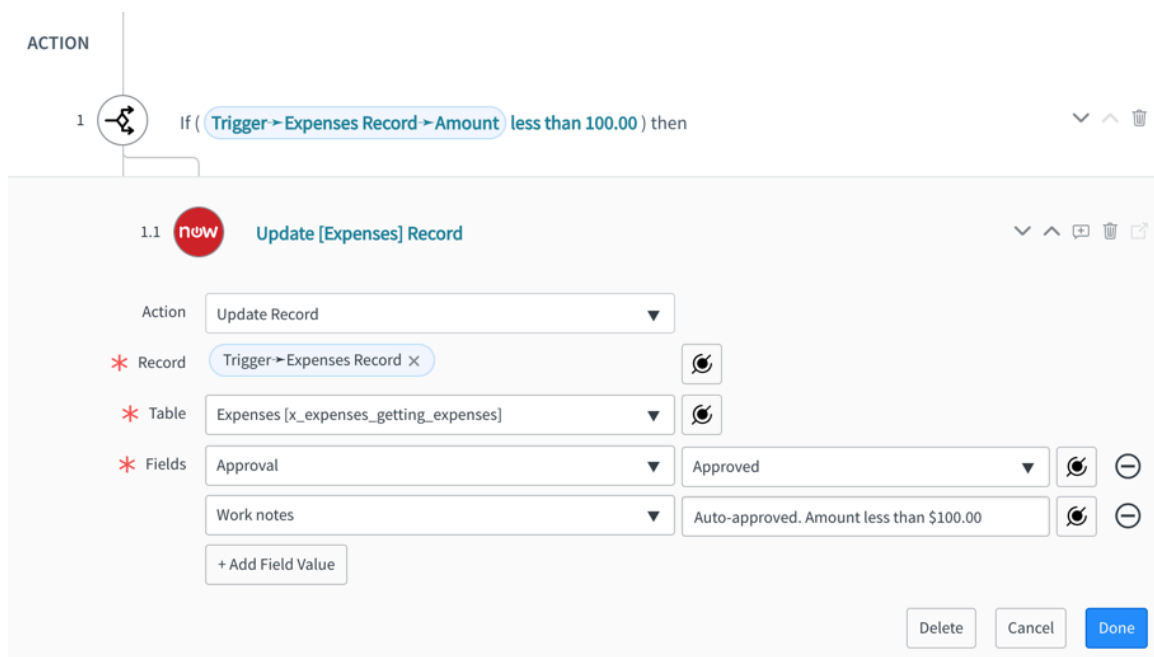 ACTION
1 If ( Trigger➛Expenses Record➛Amount less than 100.00 ) then
1.1 now Update [Expenses] Record
Action Update Record
* Record Trigger➛Expenses Record ×
* Table Expenses [x_expenses_getting_expenses]
* Fields Approval Approved
Work notes Auto-approved. Amount less than $100.00
+ Add Field Value
Delete Cancel Done